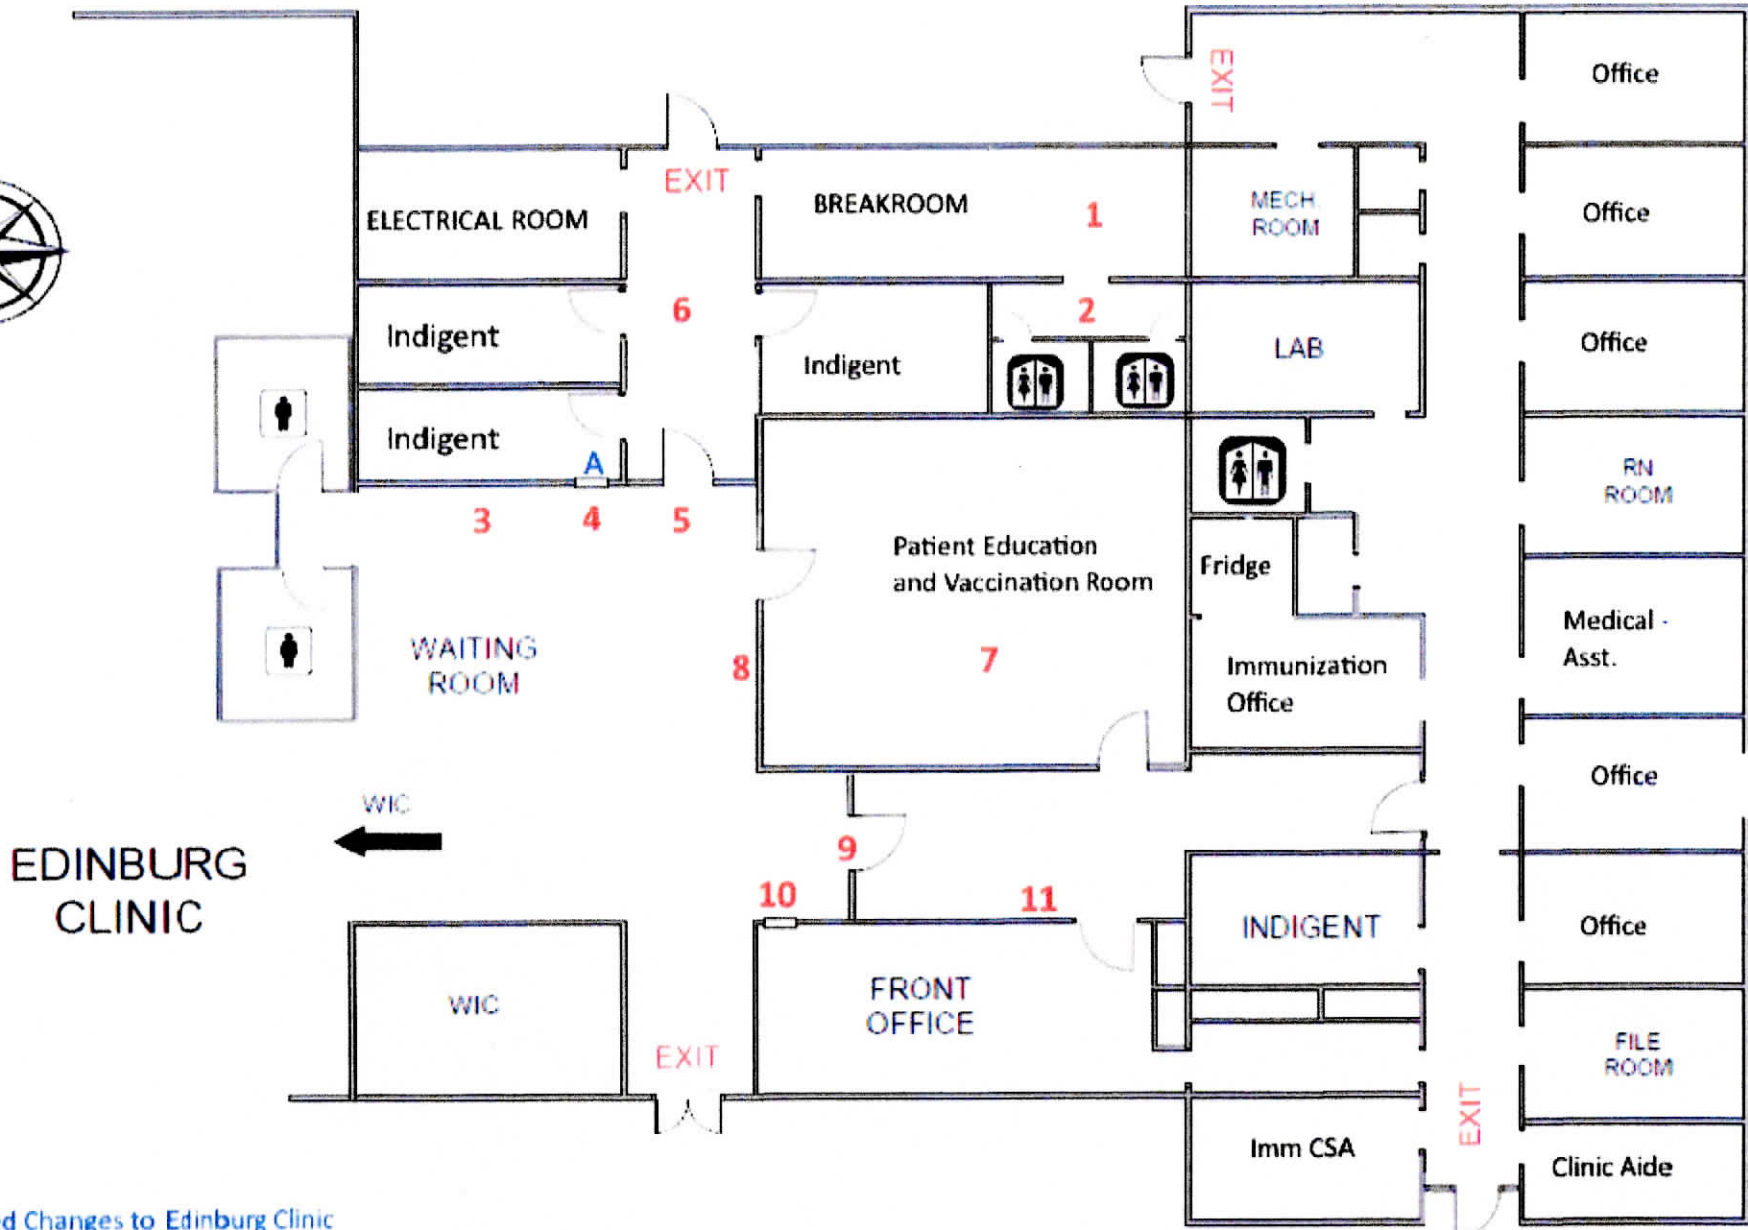 EXIT
Office
EXIT
ELECTRICAL ROOM
BREAKROOM
1
MECH.
ROOM
Office
6
2
Indigent
Indigent
LAB
Office
Indigent
A
3
4
5
RN
ROOM
Patient Education
and Vaccination Room
Fridge
WAITING
ROOM
8
7
Immunization
Office
Medical -
Asst.
WIC
Office
EDINBURG
CLINIC
9
10
11
INDIGENT
Office
WIC
FRONT
OFFICE
EXIT
FILE
ROOM
EXIT
Imm CSA
Clinic Aide
Changes to Edinburg Clinic